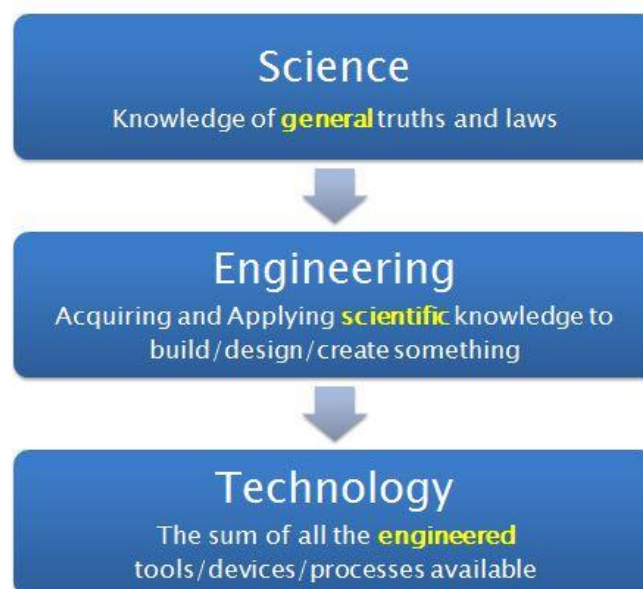 Science
Knowledge of general truths and laws
Engineering
Acquiring and Applying scientific knowledge to
build/design/create something
Technology
The sum of all the engineered
tools/devices/processes available